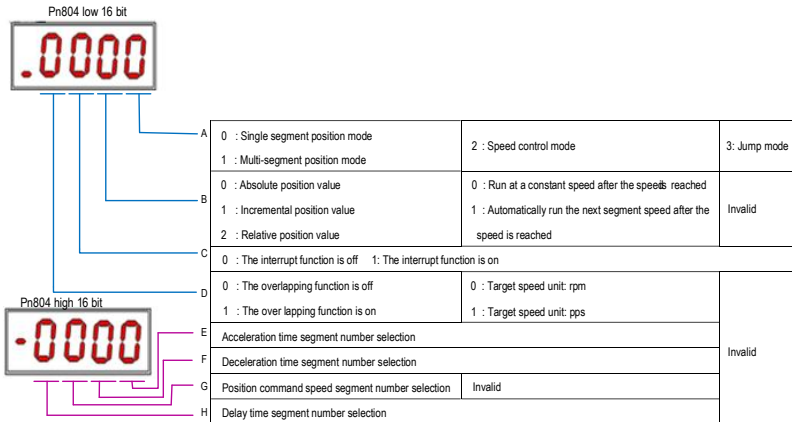 Pn804 low 16 bit
.0000
A
0 : Single segment position mode
1 : Multi-segment position mode
2 : Speed control mode
3: Jump mode
B
0 : Absolute position value
1 : Incremental position value
2 : Relative position value
0 : Run at a constant speed after the speeds reached
1 : Automatically run the next segment speed after the
speed is reached
Invalid
C
0 : The interrupt function is off 1: The interrupt function is on
D
0 : The overlapping function is off
1 : The over lapping function is on
0 : Target speed unit: rpm
1 : Target speed unit: pps
Invalid
Pn804 high 16 bit
-0000
E
Acceleration time segment number selection
F
Deceleration time segment number selection
G
Position command speed segment number selection
Invalid
H
Delay time segment number selection